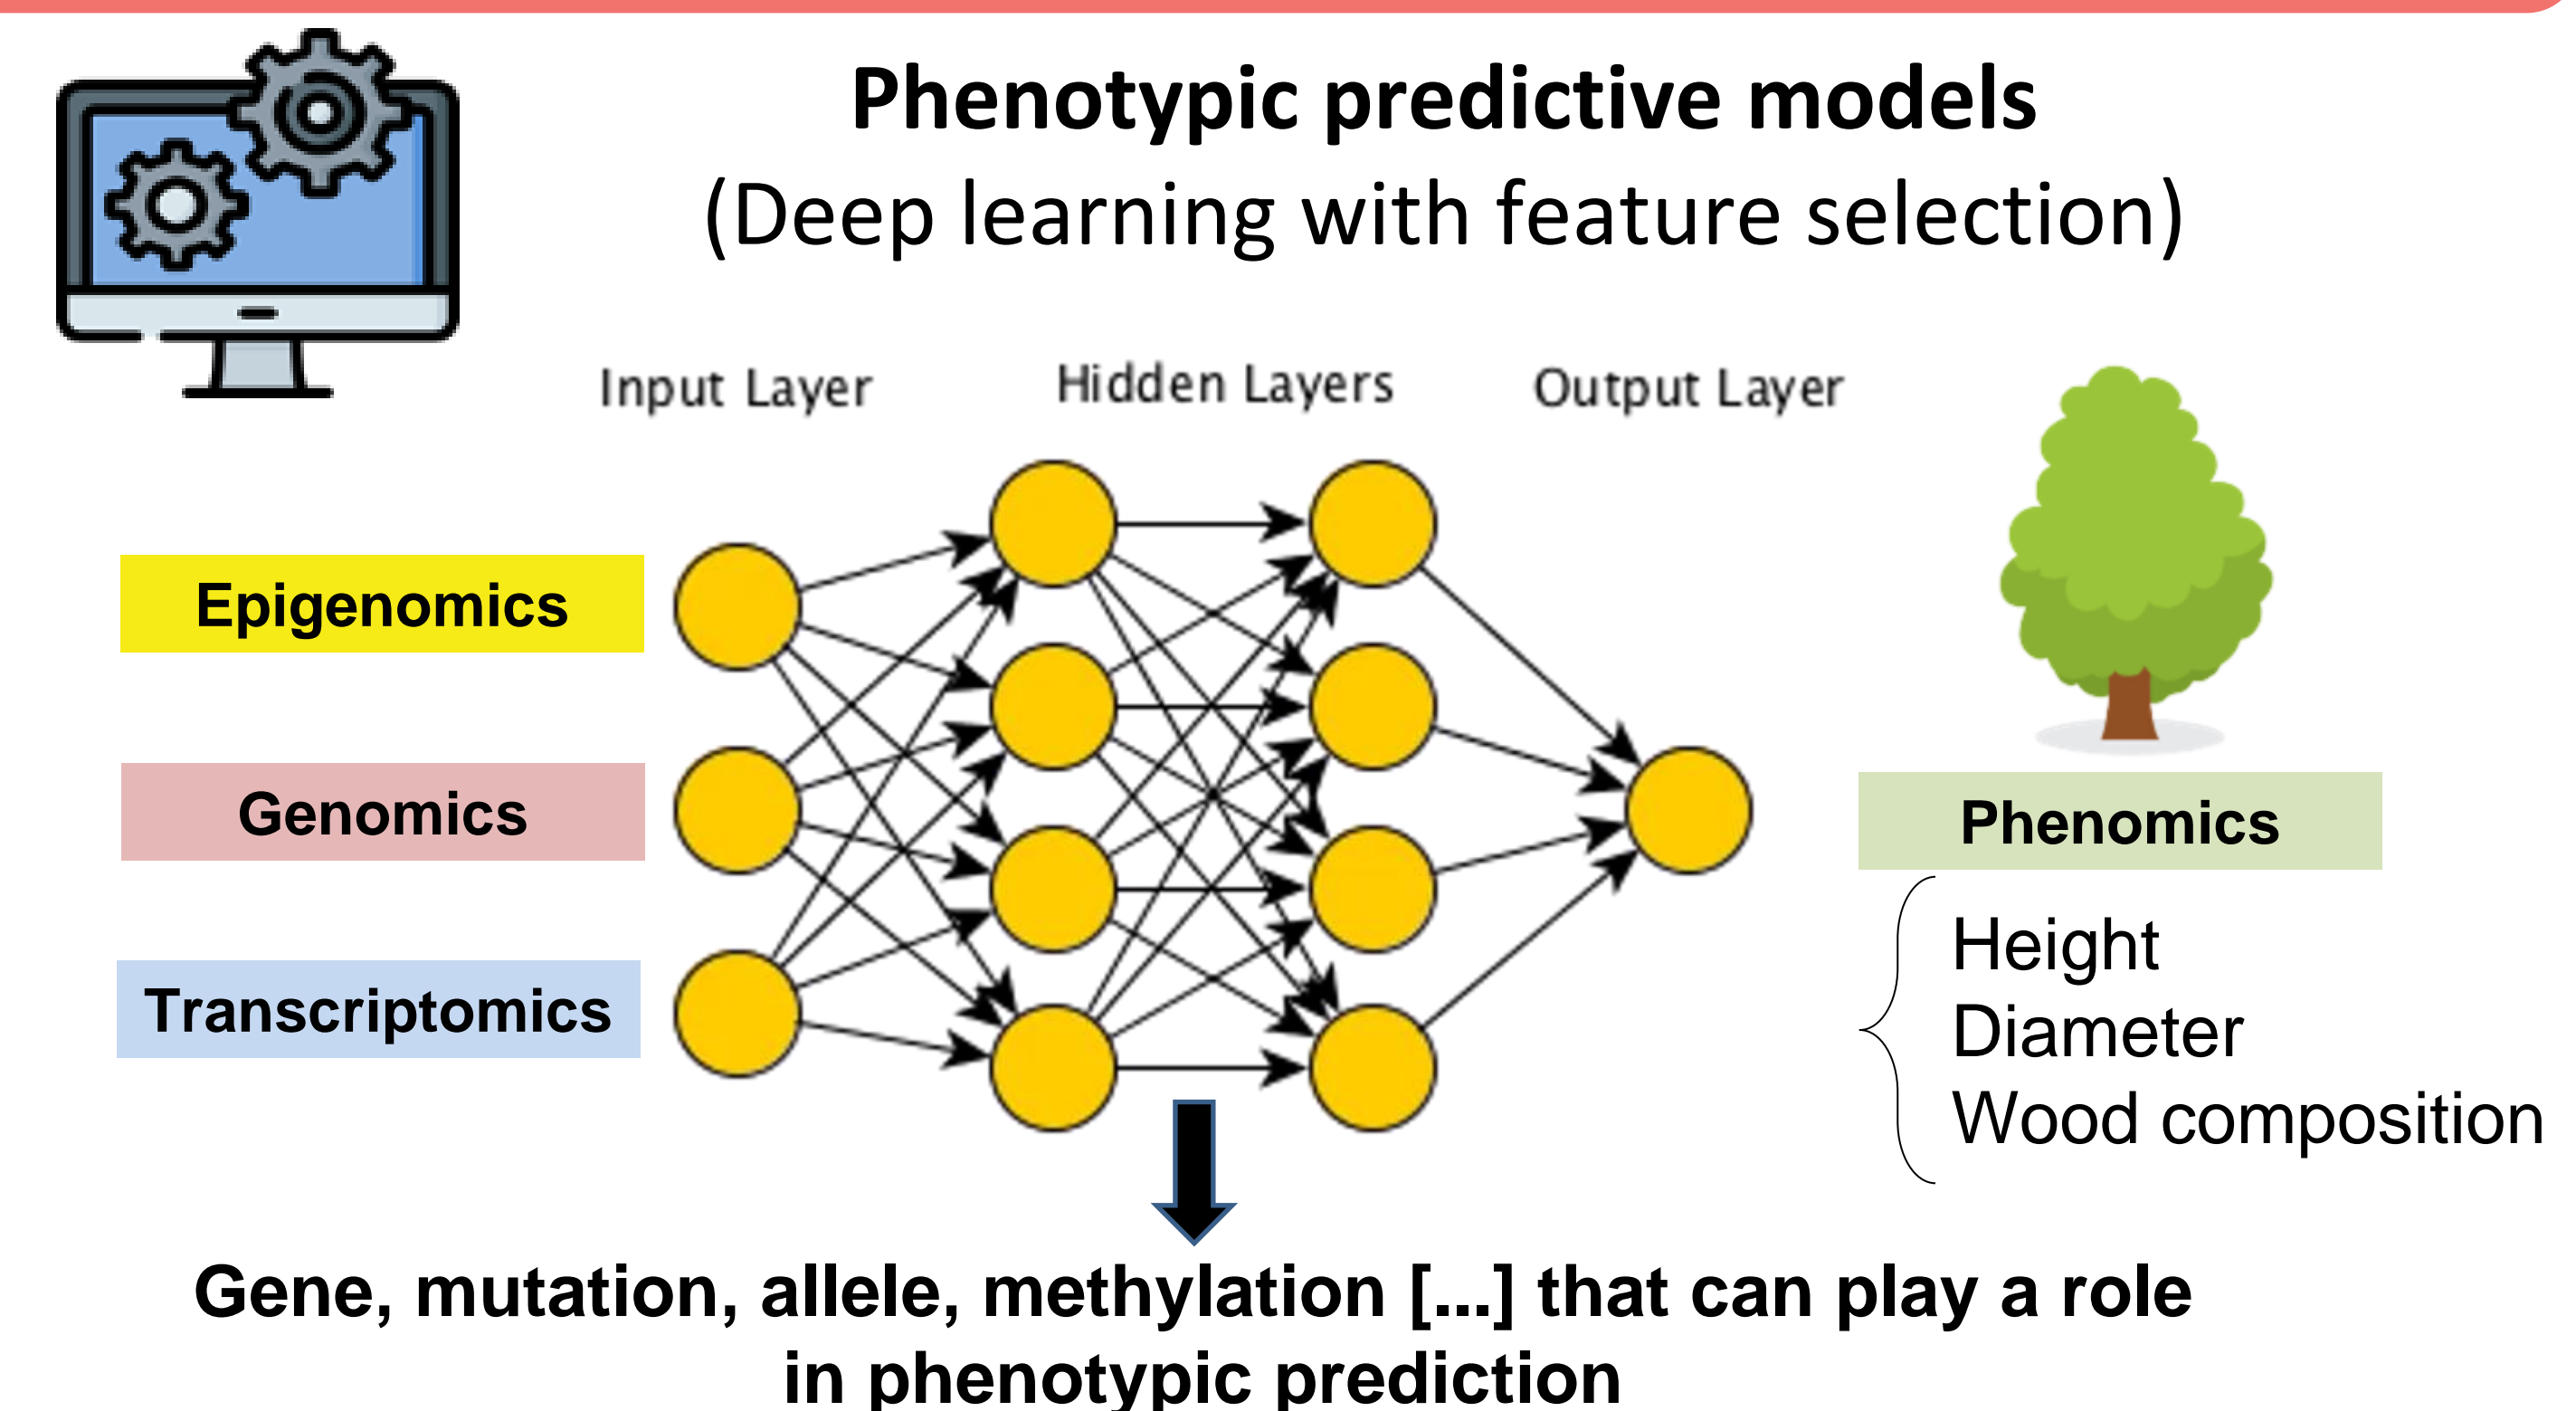 Phenotypic predictive models
(Deep learning with feature selection)
Input Layer
Hidden Layers
Output Layer
Epigenomics
Genomics
Transcriptomics
Phenomics
Height
Diameter
Wood composition
Gene, mutation, allele, methylation [...] that can play a role
in phenotypic prediction